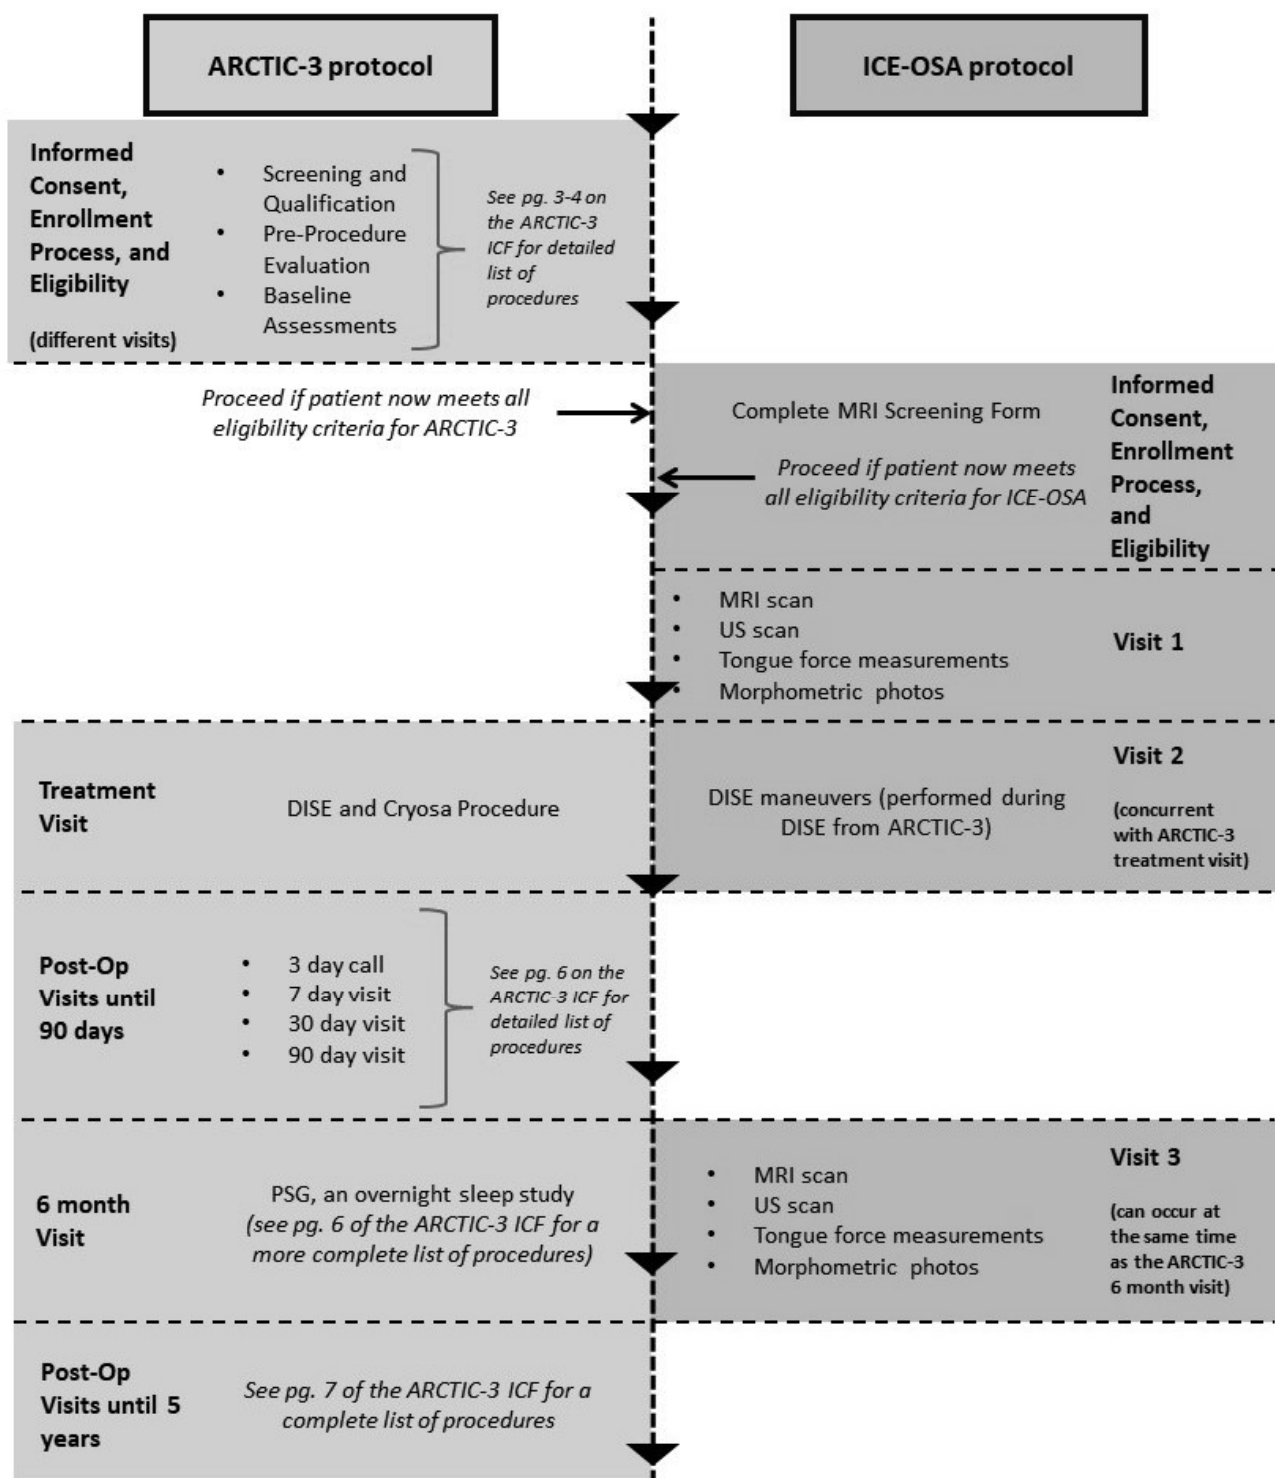 ARCTIC-3 protocol
ICE-OSA protocol
Informed
Consent,
Enrollment
Process, and
Eligibility
(different visits)
• Screening and
Qualification
• Pre-Procedure
Evaluation
• Baseline
Assessments
See pg. 3-4 on
the ARCTIC-3
ICF for detailed
list of
procedures
Proceed if patient now meets all
eligibility criteria for ARCTIC-3
Complete MRI Screening Form
Proceed if patient now meets
all eligibility criteria for ICE-OSA
Informed
Consent,
Enrollment
Process,
and
Eligibility
• MRI scan
• US scan
• Tongue force measurements
• Morphometric photos
Visit 1
Treatment
Visit
DISE and Cryosa Procedure
DISE maneuvers (performed during
DISE from ARCTIC-3)
Visit 2
(concurrent
with ARCTIC-3
treatment visit)
Post-Op
Visits until
90 days
• 3 day call
• 7 day visit
• 30 day visit
• 90 day visit
See pg. 6 on the
ARCTIC-3 ICF for
detailed list of
procedures
6 month
Visit
PSG, an overnight sleep study
(see pg. 6 of the ARCTIC-3 ICF for a
more complete list of procedures)
• MRI scan
• US scan
• Tongue force measurements
• Morphometric photos
Visit 3
(can occur at
the same time
as the ARCTIC-3
6 month visit)
Post-Op
Visits until 5
years
See pg. 7 of the ARCTIC-3 ICF for a
complete list of procedures